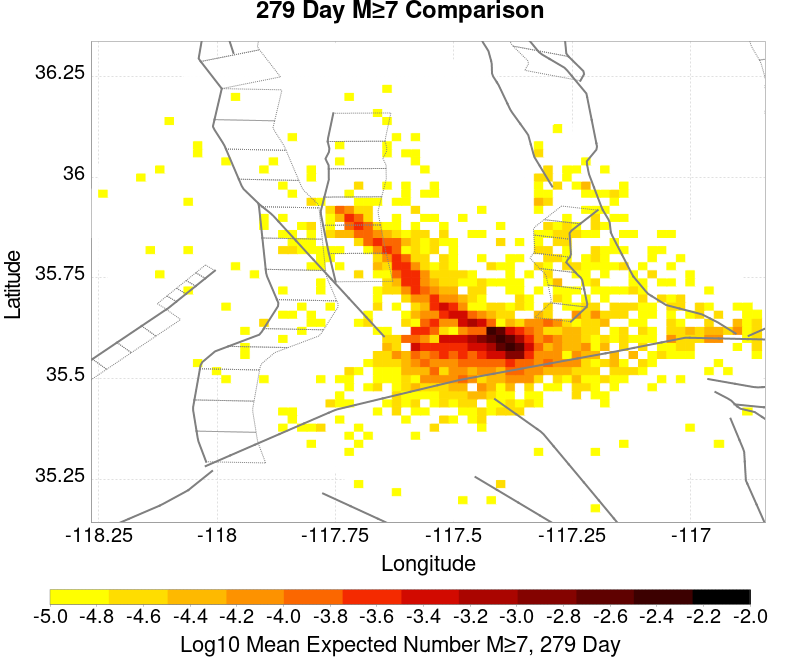 279 Day M≥7 Comparison
36.25
36
35.75
35.5
35.25
Latitude
-118.25 -118 -117.75 -117.5 -117.25 -117
Longitude
-5.0 -4.8 -4.6 -4.4 -4.2 -4.0 -3.8 -3.6 -3.4 -3.2 -3.0 -2.8 -2.6 -2.4 -2.2 -2.0
Log10 Mean Expected Number M≥7, 279 Day